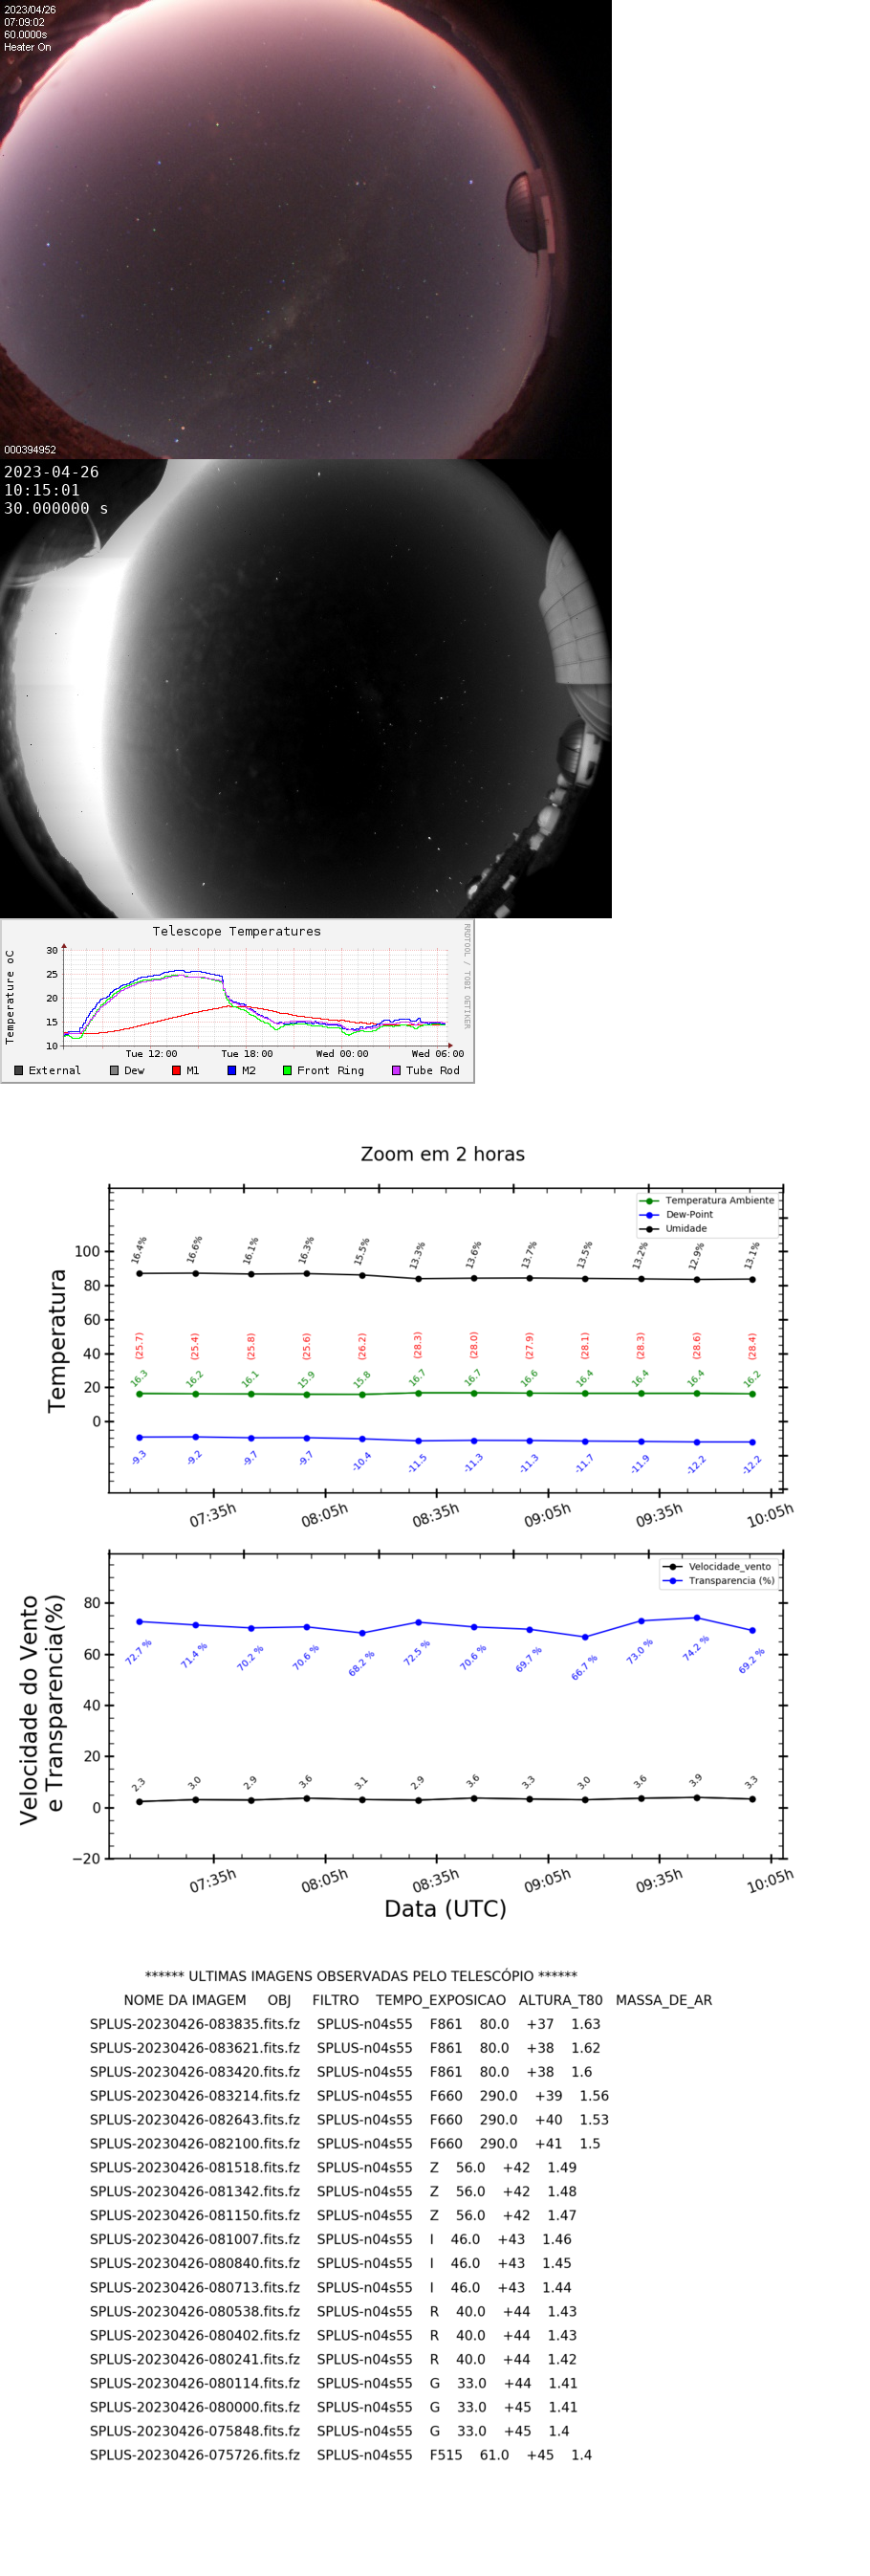 2023/04/26
07:09:02
60.0000s
Heater On
000394952
2023-04-26
10:15:01
30.000000 s
Telescope Temperatures
RRDTOOL / TOBI OETIKER
Temperature oC
30
25
20
15
10
Tue 12:00 Tue 18:00 Wed 00:00 Wed 06:00
External Dew M1 M2 Front Ring Tube Rod
Zoom em 2 horas
Temperatura Ambiente
Dew-Point
Umidade
Temperatura
100
80
60
40
20
0
16.4% 16.6% 16.1% 16.3% 15.5% 13.3% 13.6% 13.7% 13.5% 13.2% 12.9% 13.1%
(25.7) (25.4) (25.8) (25.6) (26.2) (28.3) (28.0) (27.9) (28.1) (28.3) (28.6) (28.4)
16.3 16.2 16.1 15.9 15.8 16.7 16.7 16.6 16.4 16.4 16.4 16.2
-9.3 -9.2 -9.7 -9.7 -10.4 -11.5 -11.3 -11.3 -11.7 -11.9 -12.2 -12.2
07:35h 08:05h 08:35h 09:05h 09:35h 10:05h
Velocidade_vento
Transparencia (%)
Velocidade do Vento
e Transparencia(%)
80
60
40
20
0
−20
72.7 % 71.4 % 70.2 % 70.6 % 68.2 % 72.5 % 70.6 % 69.7 % 66.7 % 73.0 % 74.2 % 69.2 %
2.3 3.0 2.9 3.6 3.1 2.9 3.6 3.3 3.0 3.6 3.9 3.3
07:35h 08:05h 08:35h 09:05h 09:35h 10:05h
Data (UTC)
****** ULTIMAS IMAGENS OBSERVADAS PELO TELESCÓPIO ******
NOME DA IMAGEM OBJ FILTRO TEMPO_EXPOSICAO ALTURA_T80 MASSA_DE_AR
SPLUS-20230426-083835.fits.fz SPLUS-n04s55 F861 80.0 +37 1.63
SPLUS-20230426-083621.fits.fz SPLUS-n04s55 F861 80.0 +38 1.62
SPLUS-20230426-083420.fits.fz SPLUS-n04s55 F861 80.0 +38 1.6
SPLUS-20230426-083214.fits.fz SPLUS-n04s55 F660 290.0 +39 1.56
SPLUS-20230426-082643.fits.fz SPLUS-n04s55 F660 290.0 +40 1.53
SPLUS-20230426-082100.fits.fz SPLUS-n04s55 F660 290.0 +41 1.5
SPLUS-20230426-081518.fits.fz SPLUS-n04s55 Z 56.0 +42 1.49
SPLUS-20230426-081342.fits.fz SPLUS-n04s55 Z 56.0 +42 1.48
SPLUS-20230426-081150.fits.fz SPLUS-n04s55 Z 56.0 +42 1.47
SPLUS-20230426-081007.fits.fz SPLUS-n04s55 I 46.0 +43 1.46
SPLUS-20230426-080840.fits.fz SPLUS-n04s55 I 46.0 +43 1.45
SPLUS-20230426-080713.fits.fz SPLUS-n04s55 I 46.0 +43 1.44
SPLUS-20230426-080538.fits.fz SPLUS-n04s55 R 40.0 +44 1.43
SPLUS-20230426-080402.fits.fz SPLUS-n04s55 R 40.0 +44 1.43
SPLUS-20230426-080241.fits.fz SPLUS-n04s55 R 40.0 +44 1.42
SPLUS-20230426-080114.fits.fz SPLUS-n04s55 G 33.0 +44 1.41
SPLUS-20230426-080000.fits.fz SPLUS-n04s55 G 33.0 +45 1.41
SPLUS-20230426-075848.fits.fz SPLUS-n04s55 G 33.0 +45 1.4
SPLUS-20230426-075726.fits.fz SPLUS-n04s55 F515 61.0 +45 1.4